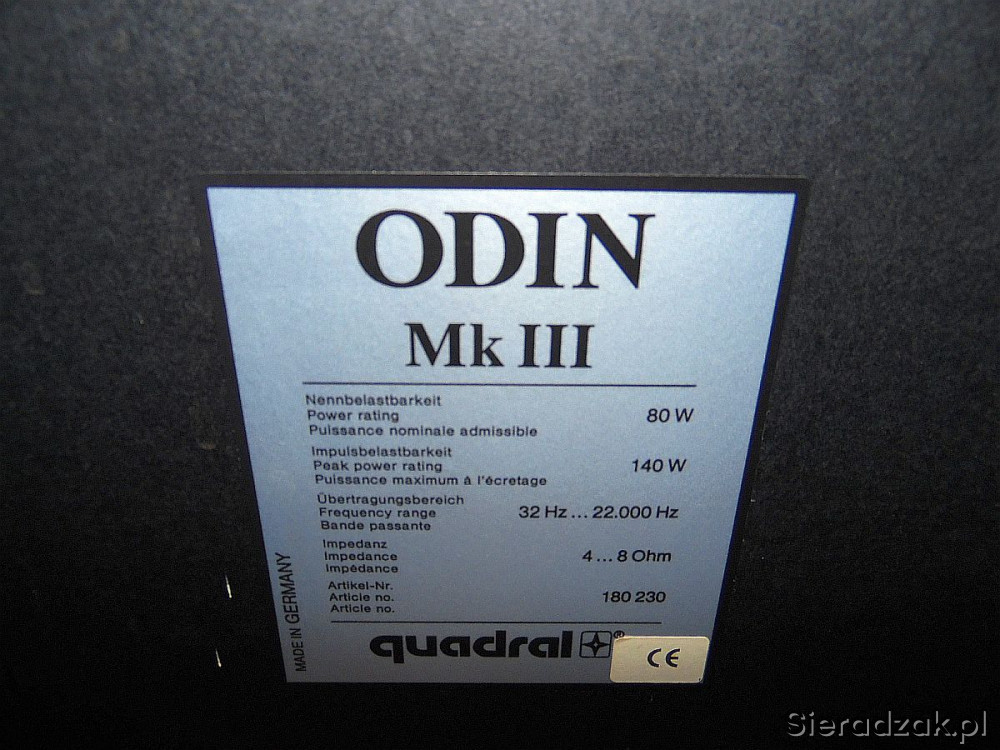 ODIN
Mk III
Nennbelastbarkeit
Power rating 80 W
Puissance nominale admissible
Impulsbelastbarkeit
Peak power rating 140 W
Puissance maximum à l'écretage
Übertragungsbereich
Frequency range 32 Hz ... 22.000 Hz
Bande passante
Impedanz
Impedance 4 ... 8 Ohm
Impédance
Artikel-Nr.
Article no. 180 230
Article no.
MADE IN GERMANY
quadral ®
CE
Sieradzak.pl